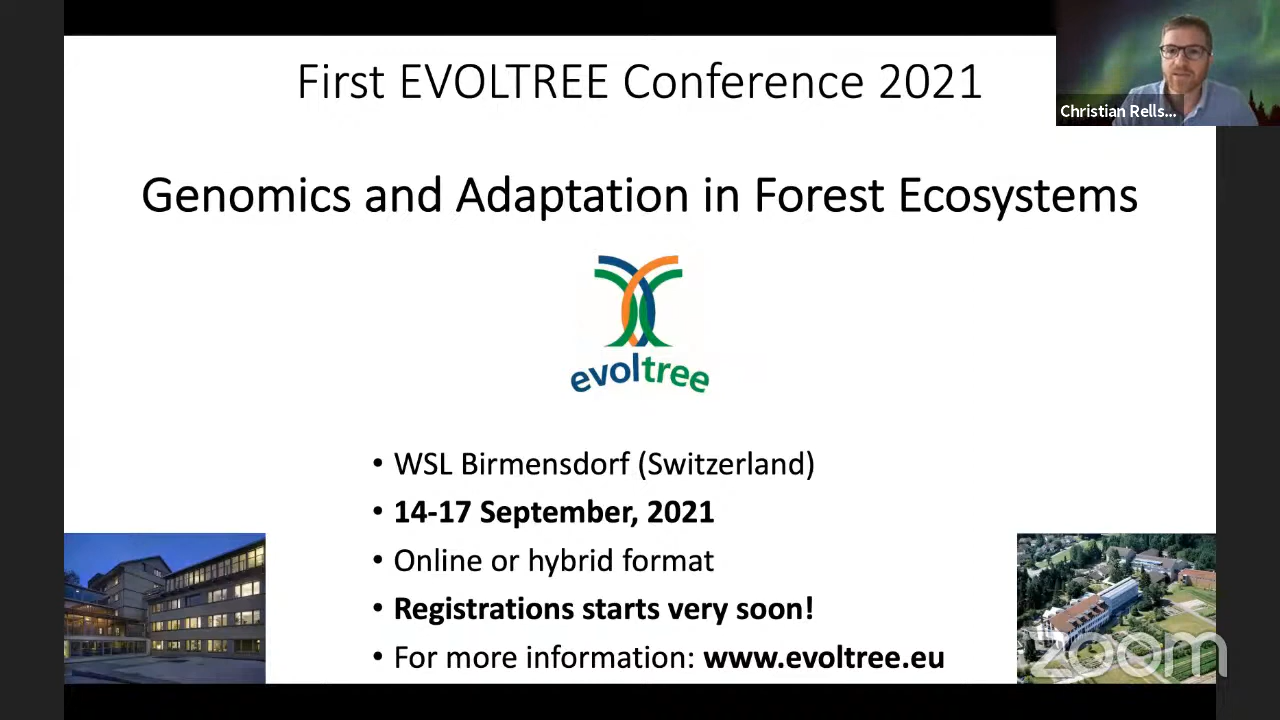 First EVOLTREE Conference 2021
Christian Rells...
Genomics and Adaptation in Forest Ecosystems
evoltree
• WSL Birmensdorf (Switzerland)
• 14-17 September, 2021
• Online or hybrid format
• Registrations starts very soon!
• For more information: www.evoltree.eu
zoom